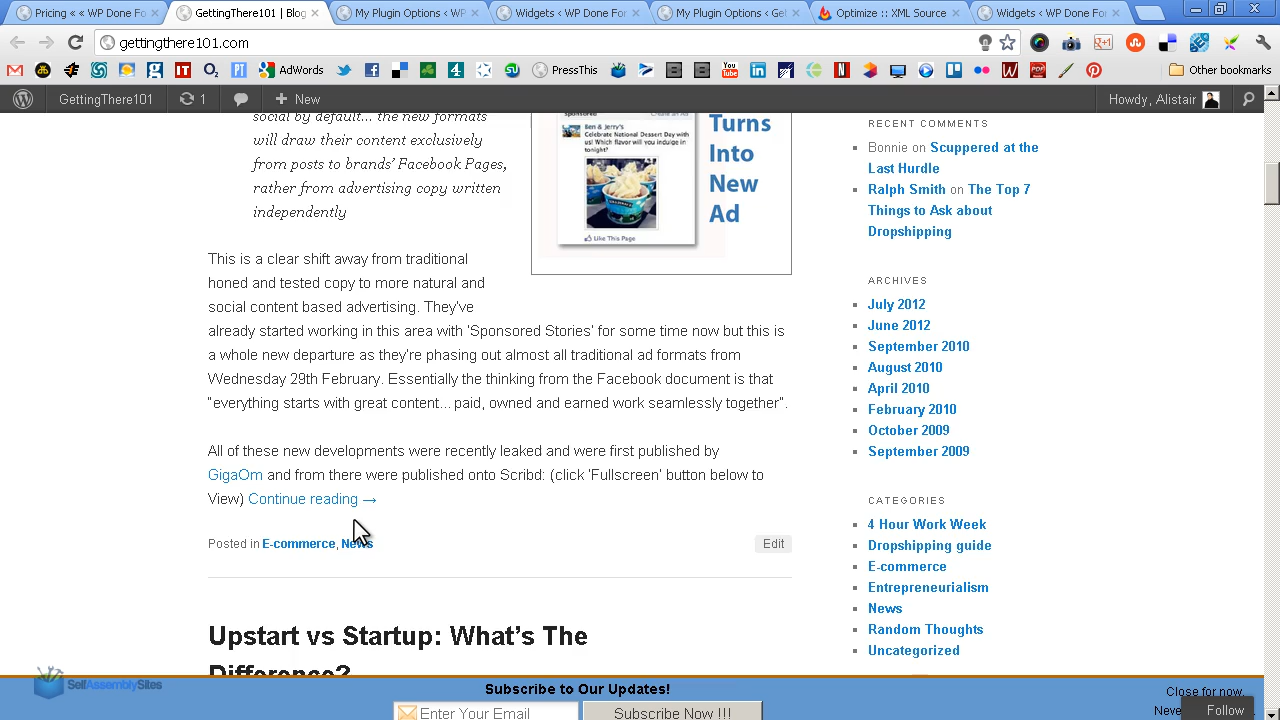 Pricing « « WP Done Fo
GettingThere101 | Blog
My Plugin Options < WP
Widgets < WP Done For
My Plugin Options < Get
Optimize :: XML Source
Widgets < WP Done For
gettingthere101.com
AdWords
PressThis
Other bookmarks
GettingThere101
1
+ New
Howdy, Alistair
social by default... the new formats
will draw their content exclusively
from posts to brands' Facebook Pages,
rather from advertising copy written
independently
Sponsored
Create an Ad
Ben & Jerry's
Celebrate National Dessert Day with
us! Which flavor will you indulge in
tonight?
Like This Page
Turns
Into
New
Ad
This is a clear shift away from traditional
honed and tested copy to more natural and
social content based advertising. They've
already started working in this area with 'Sponsored Stories' for some time now but this is
a whole new departure as they're phasing out almost all traditional ad formats from
Wednesday 29th February. Essentially the thinking from the Facebook document is that
"everything starts with great content... paid, owned and earned work seamlessly together".
All of these new developments were recently leaked and were first published by
GigaOm and from there were published onto Scribd: (click 'Fullscreen' button below to
View) Continue reading →
Posted in E-commerce, News
Edit
Upstart vs Startup: What's The
Difference?
RECENT COMMENTS
Bonnie on Scuppered at the
Last Hurdle
Ralph Smith on The Top 7
Things to Ask about
Dropshipping
ARCHIVES
July 2012
June 2012
September 2010
August 2010
April 2010
February 2010
October 2009
September 2009
CATEGORIES
4 Hour Work Week
Dropshipping guide
E-commerce
Entrepreneurialism
News
Random Thoughts
Uncategorized
SelfAssemblySites
Subscribe to Our Updates!
Enter Your Email
Subscribe Now !!!
Close for now..
Neve
Follow